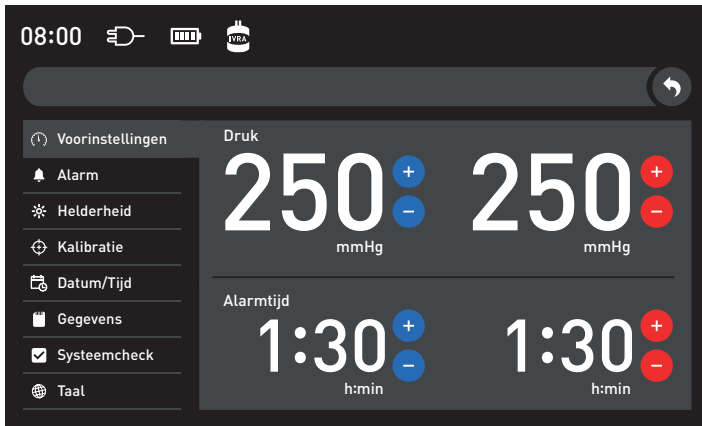 08:00
IVRA
Voorinstellingen
Alarm
Helderheid
Kalibratie
Datum/Tijd
Gegevens
Systeemcheck
Taal
Druk
250 + − 250 + −
mmHg mmHg
Alarmtijd
1:30 + − 1:30 + −
h:min h:min